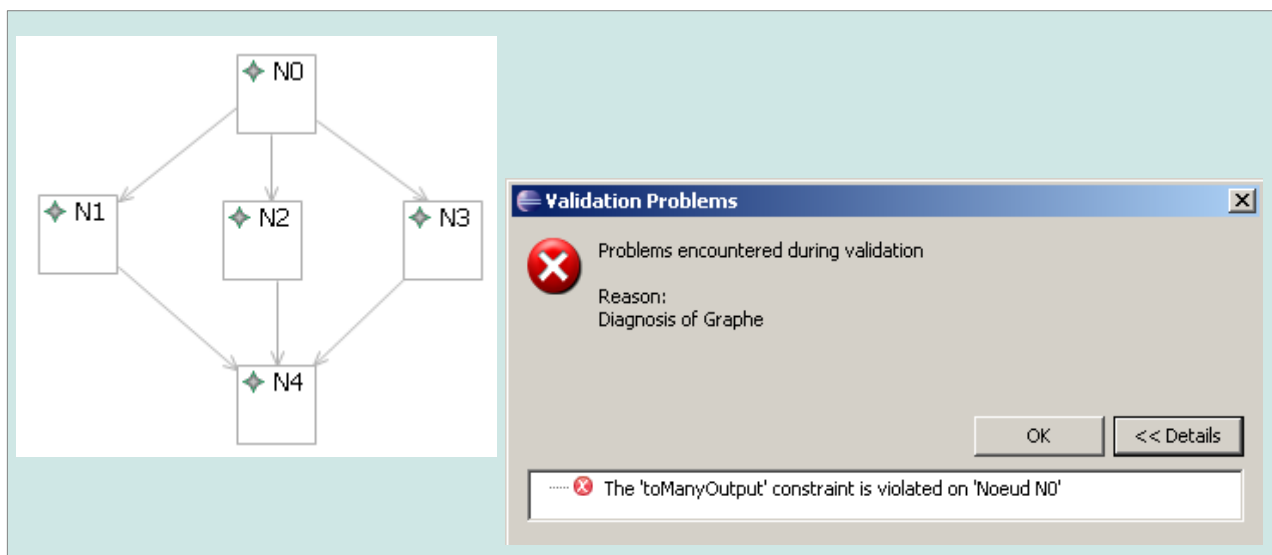 N0
N1
N2
N3
N4
Validation Problems
Problems encountered during validation
Reason:
Diagnosis of Graphe
OK
<< Details
The 'toManyOutput' constraint is violated on 'Noeud N0'